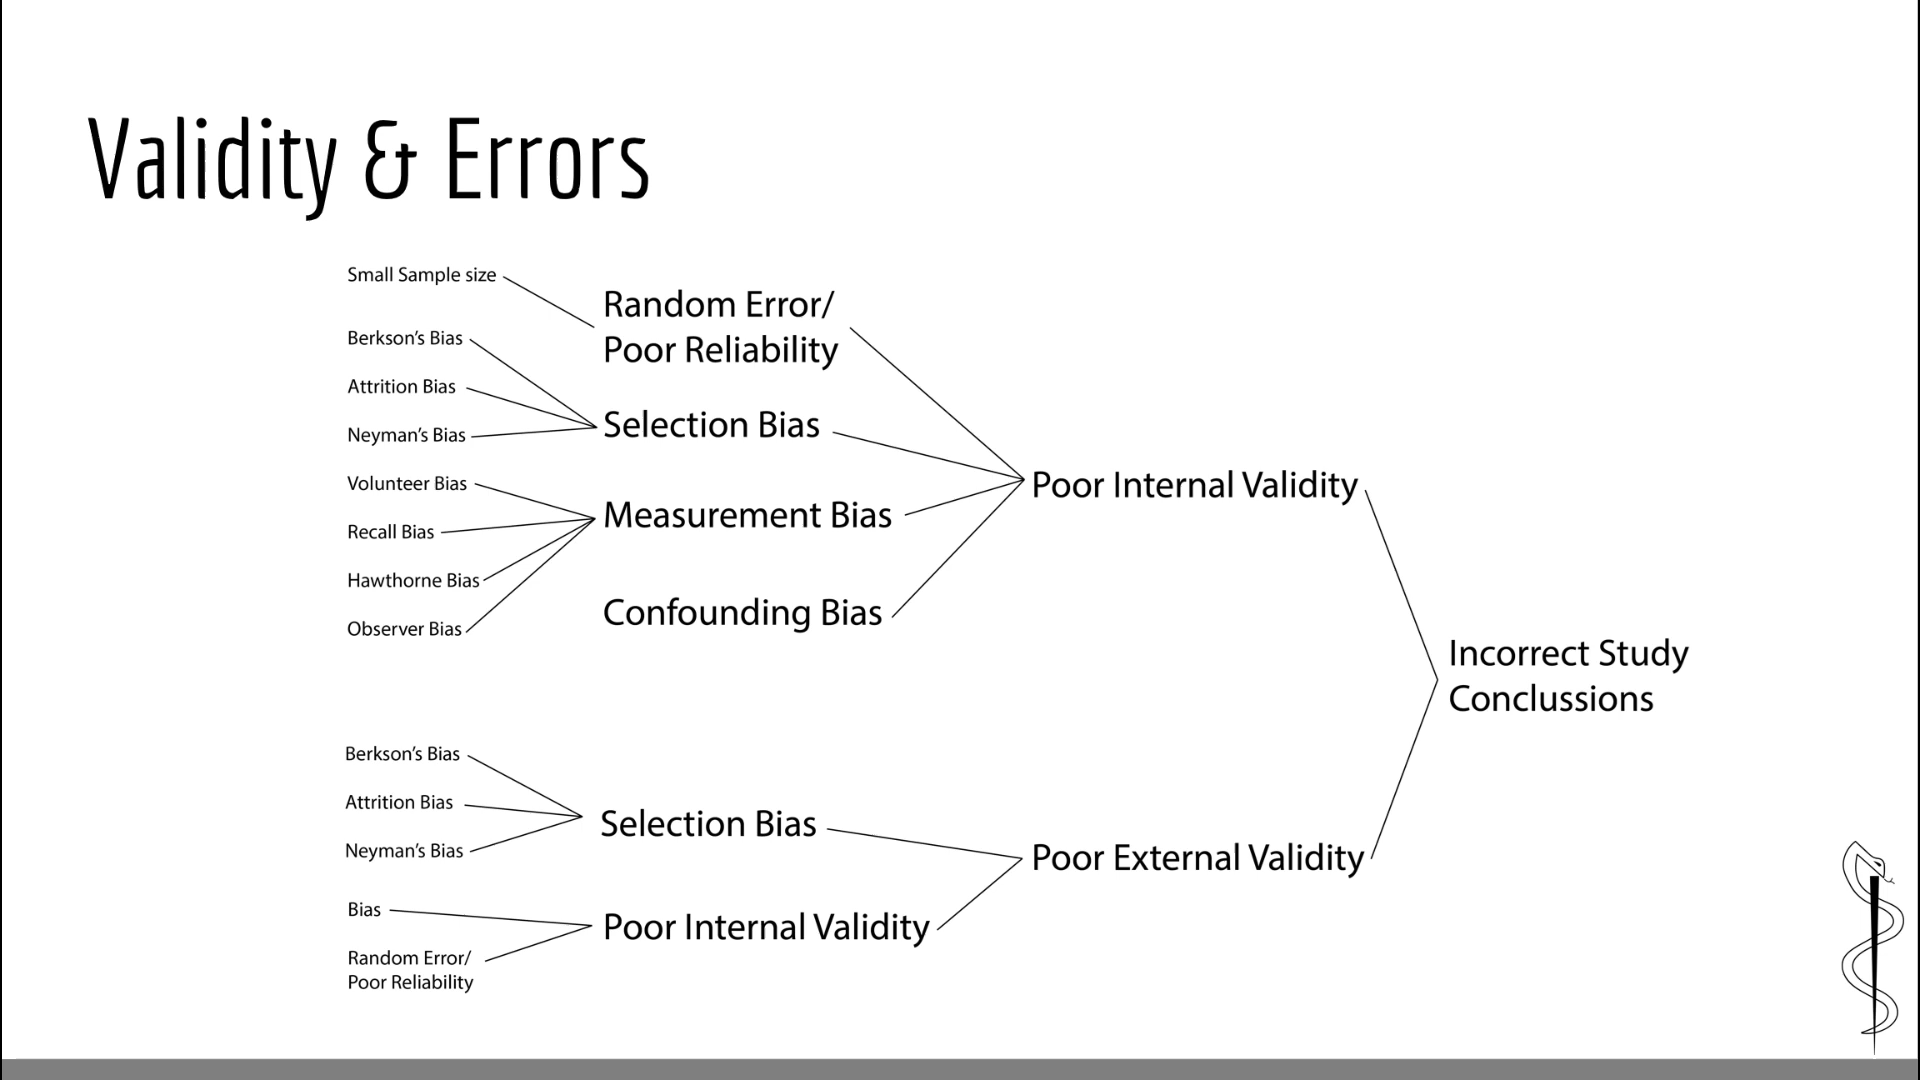 Validity & Errors
Small Sample size
Berkson's Bias
Attrition Bias
Neyman's Bias
Volunteer Bias
Recall Bias
Hawthorne Bias
Observer Bias
Random Error/
Poor Reliability
Selection Bias
Measurement Bias
Confounding Bias
Poor Internal Validity
Incorrect Study
Conclussions
Berkson's Bias
Attrition Bias
Neyman's Bias
Bias
Random Error/
Poor Reliability
Selection Bias
Poor Internal Validity
Poor External Validity